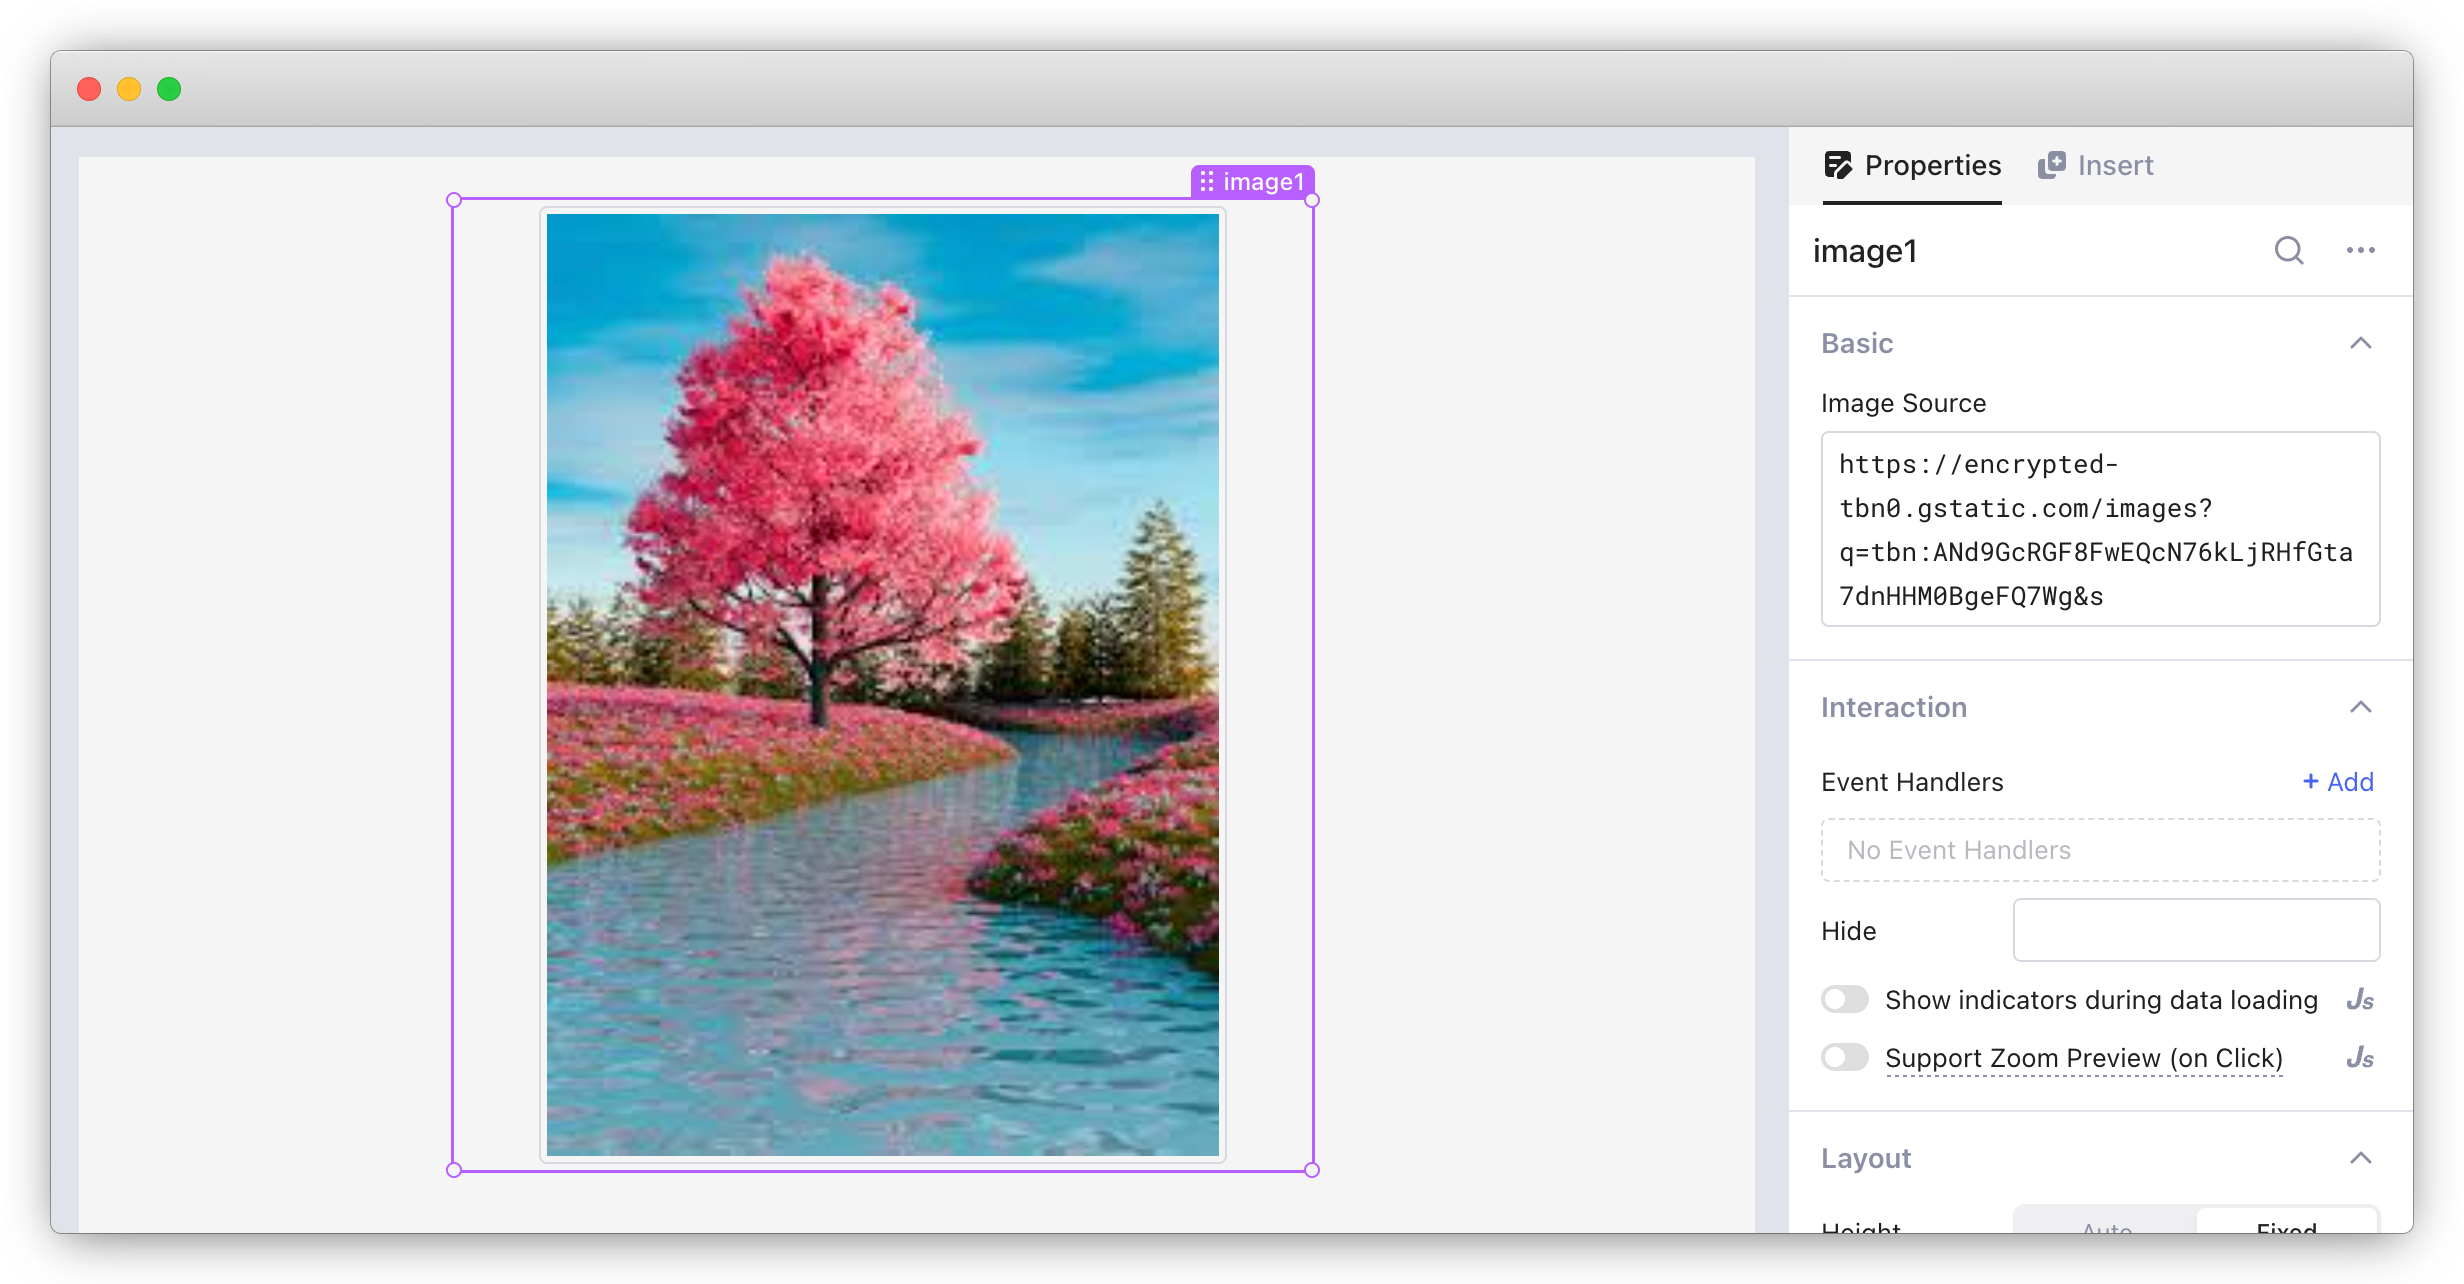 image1
Properties
Insert
image1
Basic
Image Source
https://encrypted-
tbn0.gstatic.com/images?
q=tbn:ANd9GcRGF8FwEQcN76kLjRHfGta
7dnHHM0BgeFQ7Wg&s
Interaction
Event Handlers
+ Add
No Event Handlers
Hide
Show indicators during data loading
Js
Support Zoom Preview (on Click)
Js
Layout
Height
Auto
Fixed